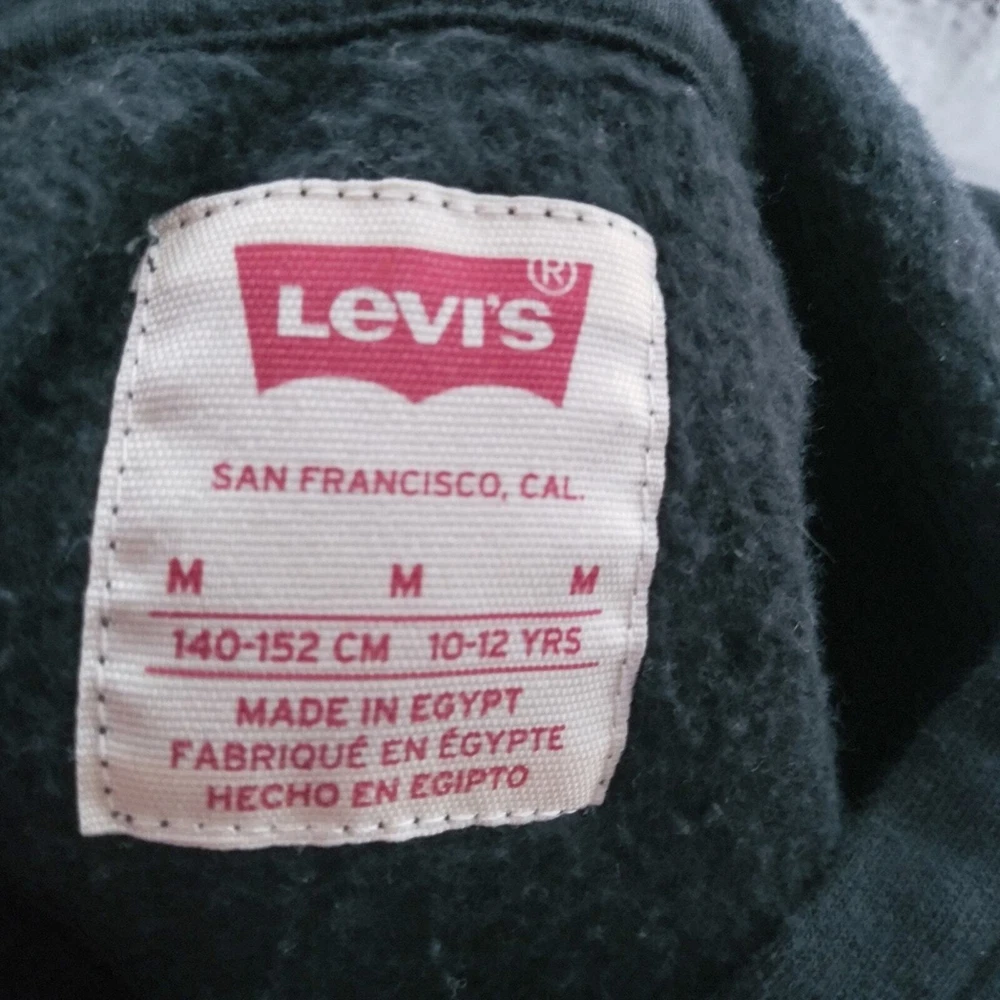 LEVI'S®
SAN FRANCISCO, CAL.
M M M
140-152 CM 10-12 YRS
MADE IN EGYPT
FABRIQUÉ EN ÉGYPTE
HECHO EN EGIPTO